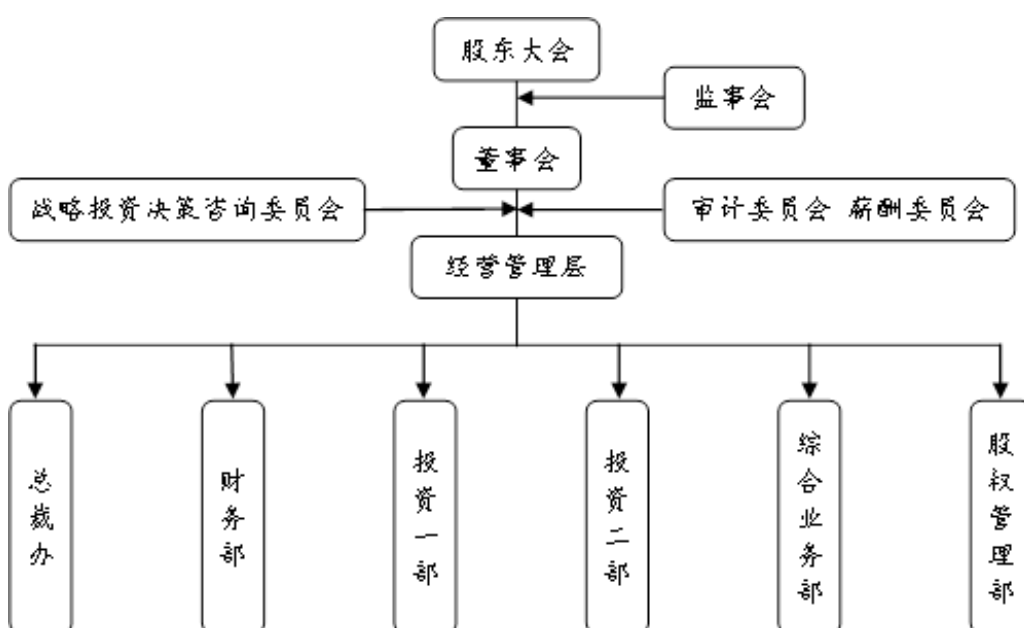 股东大会
监事会
董事会
战略投资决策咨询委员会
审计委员会 薪酬委员会
经营管理层
总裁办
财务部
投资一部
投资二部
综合业务部
股权管理部